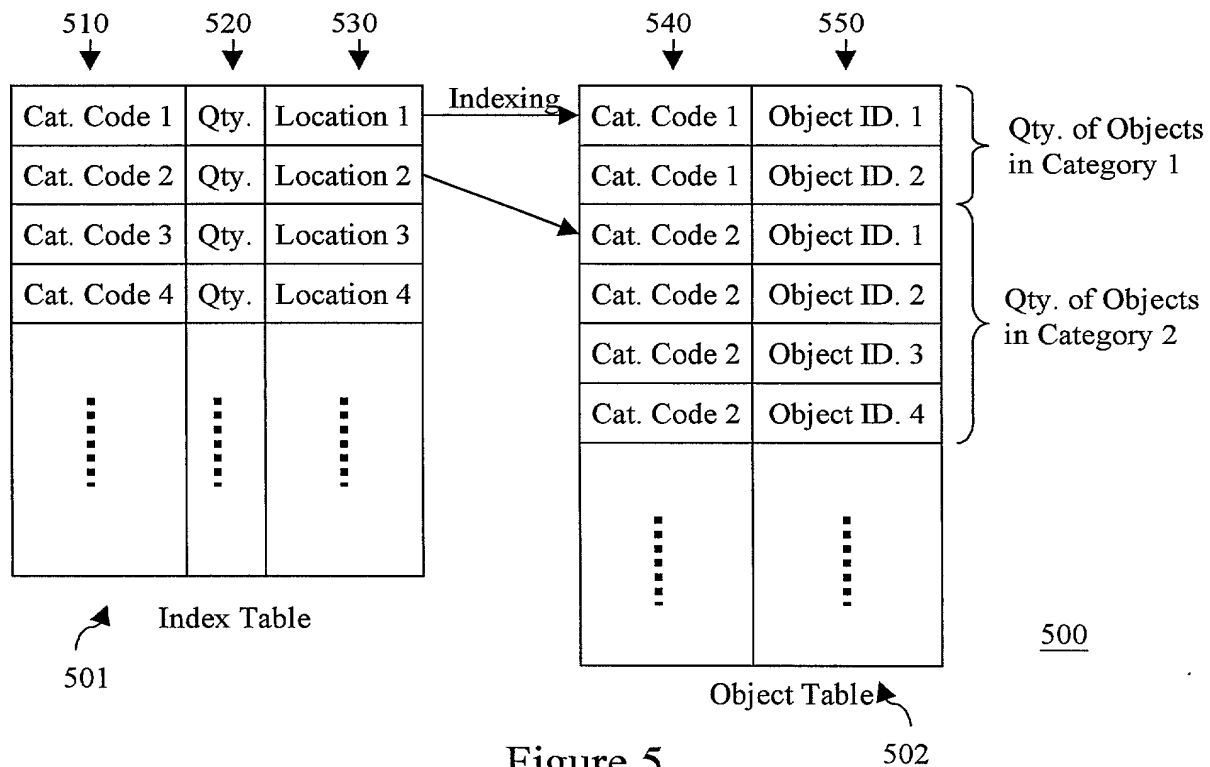 510 520 530 540 550
Cat. Code 1 Qty. Location 1 Indexing Cat. Code 1 Object ID. 1
Cat. Code 2 Qty. Location 2 Cat. Code 1 Object ID. 2
Qty. of Objects
in Category 1
Cat. Code 3 Qty. Location 3 Cat. Code 2 Object ID. 1
Cat. Code 4 Qty. Location 4 Cat. Code 2 Object ID. 2
Cat. Code 2 Object ID. 3
Cat. Code 2 Object ID. 4
Qty. of Objects
in Category 2
Index Table
501
500
Object Table
502
Figure 5